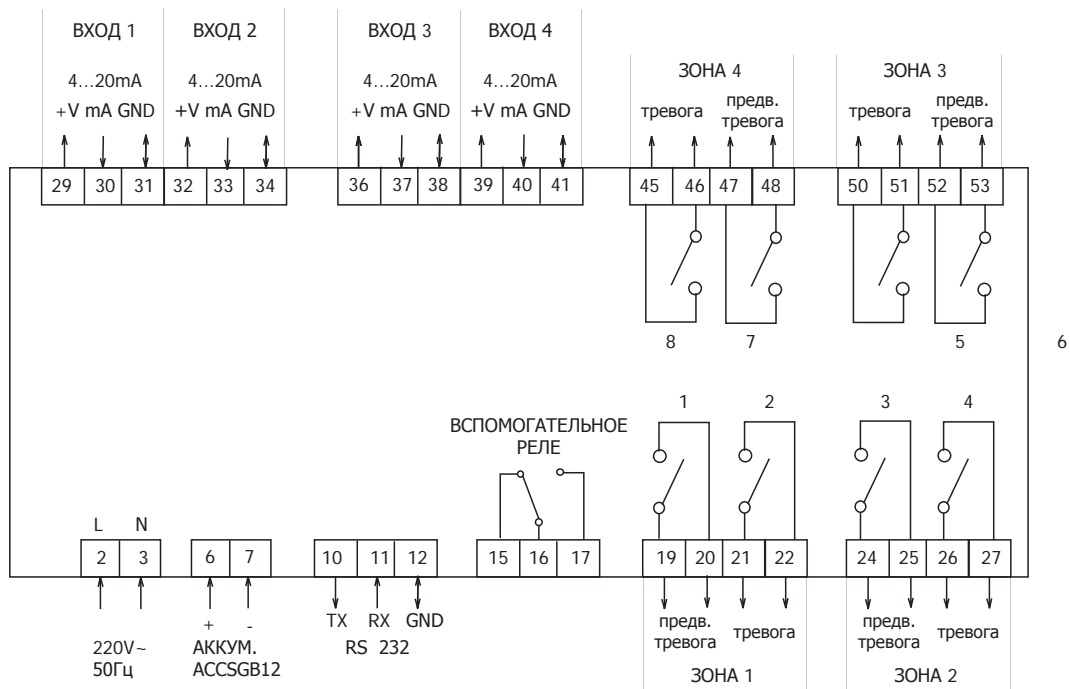 ВХОД 1 ВХОД 2 ВХОД 3 ВХОД 4
ЗОНА 4 ЗОНА 3
4...20mA 4...20mA 4...20mA 4...20mA
+V mA GND +V mA GND +V mA GND +V mA GND
тревога предв. тревога тревога предв. тревога
29 30 31 32 33 34 36 37 38 39 40 41 45 46 47 48 50 51 52 53
8 7 5 6
1 2 3 4
ВСПОМОГАТЕЛЬНОЕ
РЕЛЕ
L N
2 3 6 7 10 11 12 15 16 17 19 20 21 22 24 25 26 27
+ - TX RX GND
предв. тревога тревога предв. тревога тревога
220V~ АККУМ. RS 232
50Гц ACCSGB12
ЗОНА 1 ЗОНА 2